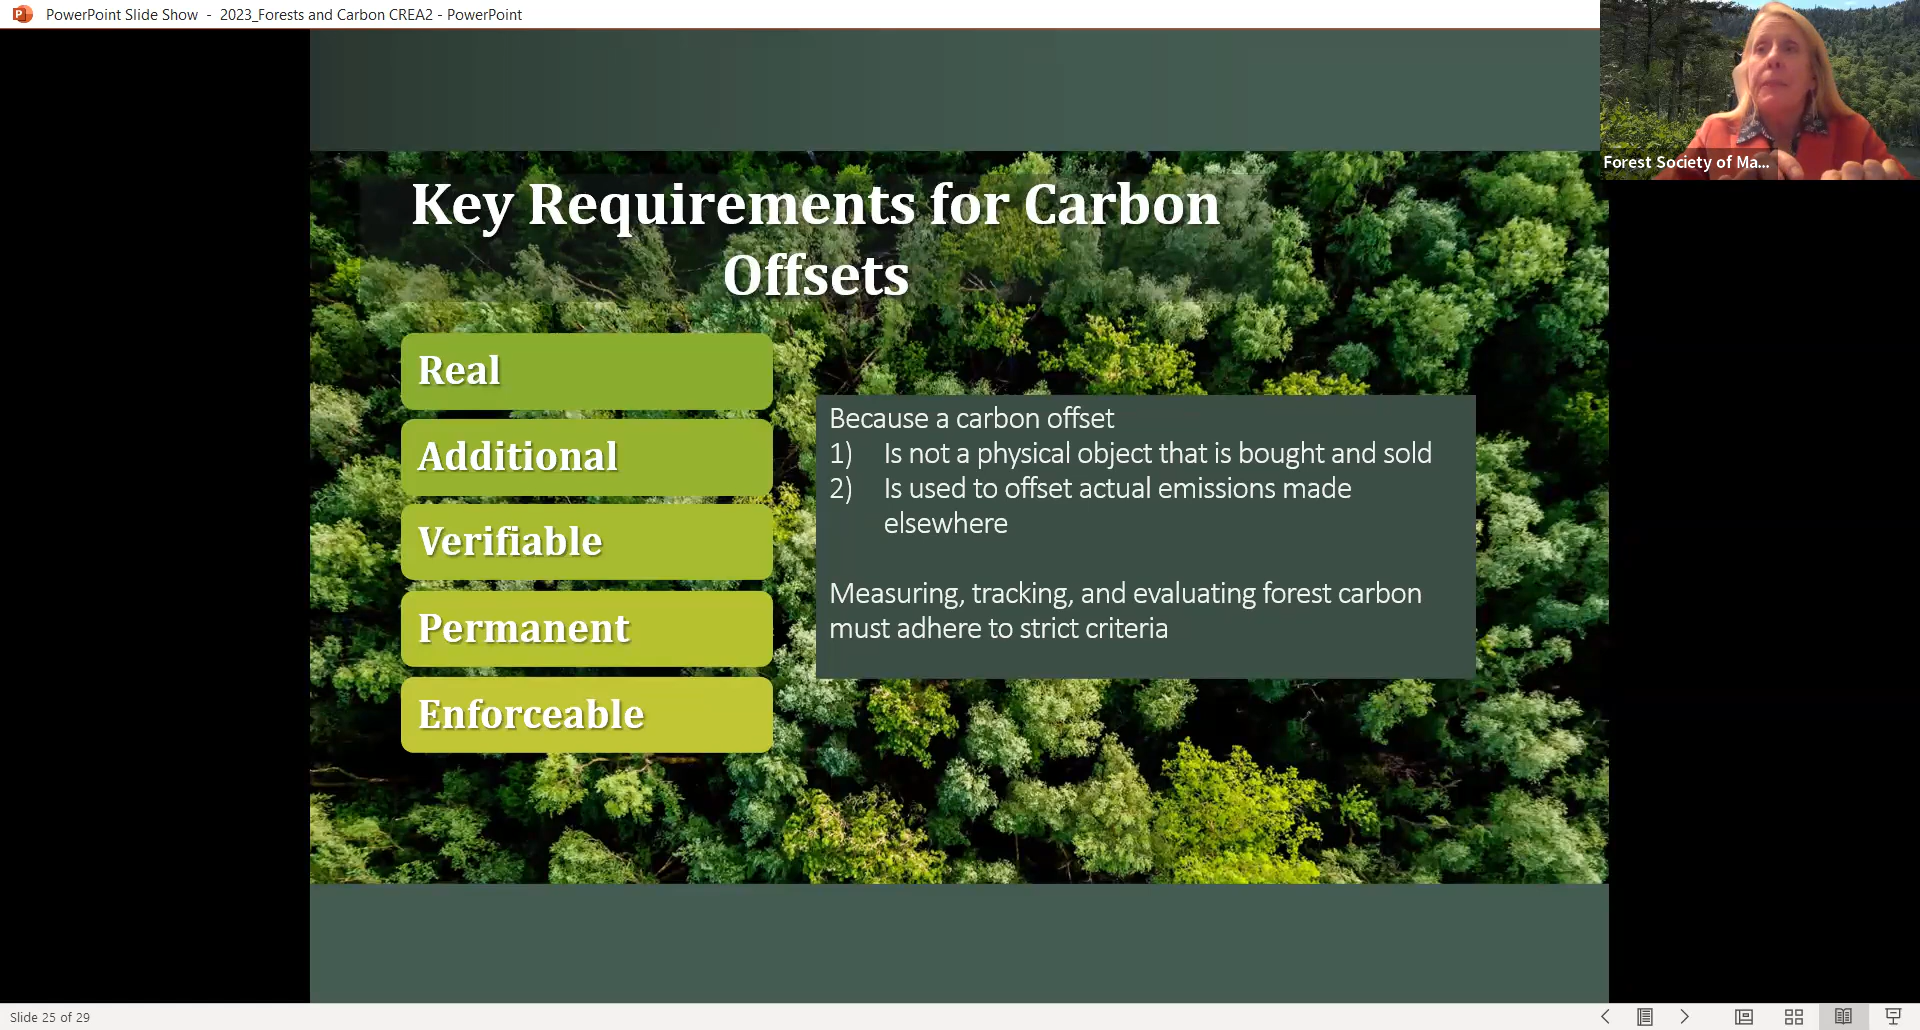 PowerPoint Slide Show - 2023_Forests and Carbon CREA2 - PowerPoint
Forest Society of Ma...
Key Requirements for Carbon
Offsets
Real
Additional
Verifiable
Permanent
Enforceable
Because a carbon offset
1) Is not a physical object that is bought and sold
2) Is used to offset actual emissions made
elsewhere
Measuring, tracking, and evaluating forest carbon
must adhere to strict criteria
Slide 25 of 29